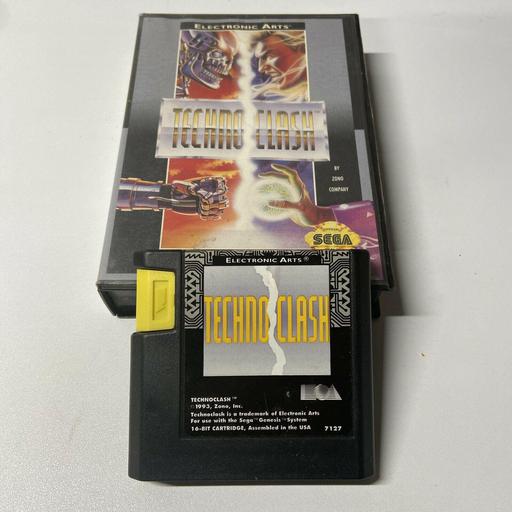 ELECTRONIC ARTS®
TECHNO CLASH™
BY
ZONO
COMPANY
SEGA
ELECTRONIC ARTS®
TECHNO CLASH
TECHNOCLASH™
©1993, Zono, Inc.
Technoclash is a trademark of Electronic Arts
For use with the Sega™ Genesis™ System
16-BIT CARTRIDGE, Assembled in the USA 7127